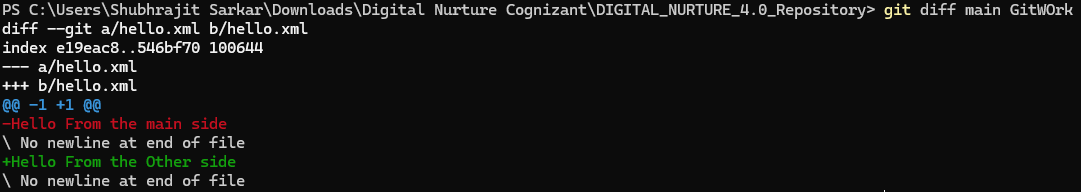 PS C:\Users\Shubhrajit Sarkar\Downloads\Digital Nurture Cognizant\DIGITAL_NURTURE_4.0_Repository> git diff main GitWOrk
diff --git a/hello.xml b/hello.xml
index e19eac8..546bf70 100644
--- a/hello.xml
+++ b/hello.xml
@@ -1 +1 @@
-Hello From the main side
\ No newline at end of file
+Hello From the Other side
\ No newline at end of file